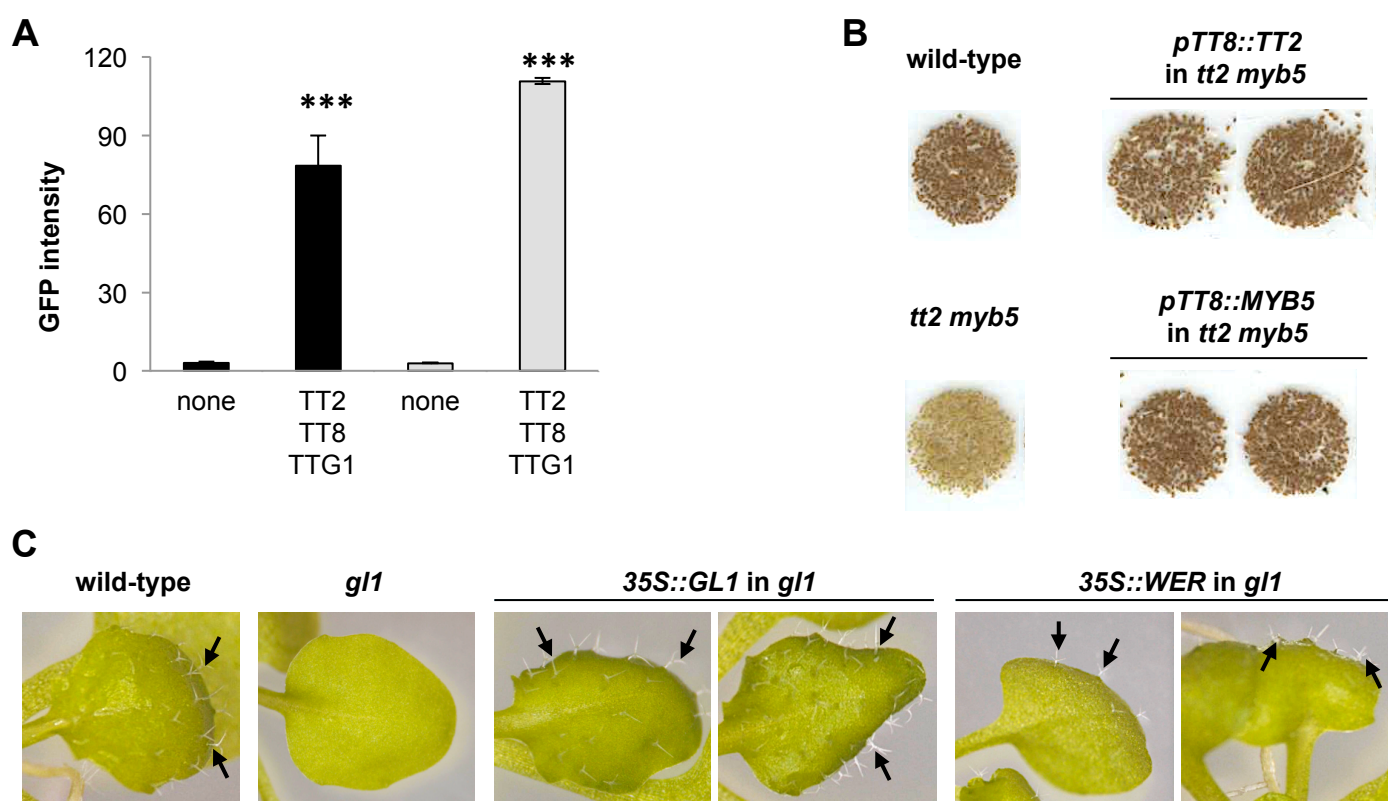 A
120
90
60
30
0
GFP intensity
***
***
none
TT2
TT8
TTG1
none
TT2
TT8
TTG1
B
wild-type
pTT8::TT2
in tt2 myb5
tt2 myb5
pTT8::MYB5
in tt2 myb5
C
wild-type
gl1
35S::GL1 in gl1
35S::WER in gl1